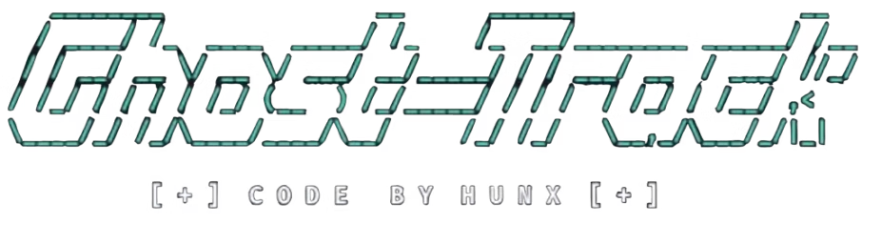 Ghost-Track
[+] CODE BY HUNX [+]